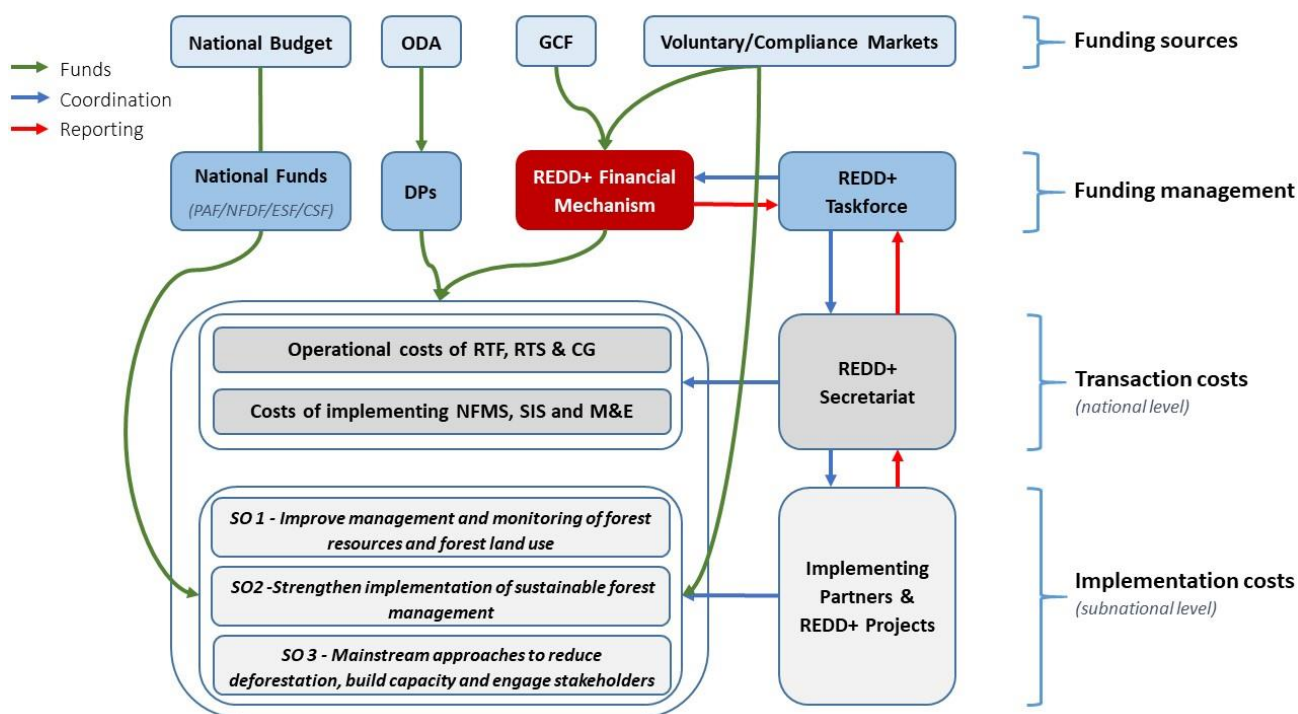 National Budget
ODA
GCF
Voluntary/Compliance Markets
Funding sources
Funds
Coordination
Reporting
National Funds
(PAF/NFDF/ESF/CSF)
DPs
REDD+ Financial
Mechanism
REDD+
Taskforce
Funding management
Operational costs of RTF, RTS & CG
Costs of implementing NFMS, SIS and M&E
REDD+
Secretariat
Transaction costs
(national level)
SO 1 - Improve management and monitoring of forest
resources and forest land use
SO2 -Strengthen implementation of sustainable forest
management
SO 3 - Mainstream approaches to reduce
deforestation, build capacity and engage stakeholders
Implementing
Partners &
REDD+ Projects
Implementation costs
(subnational level)